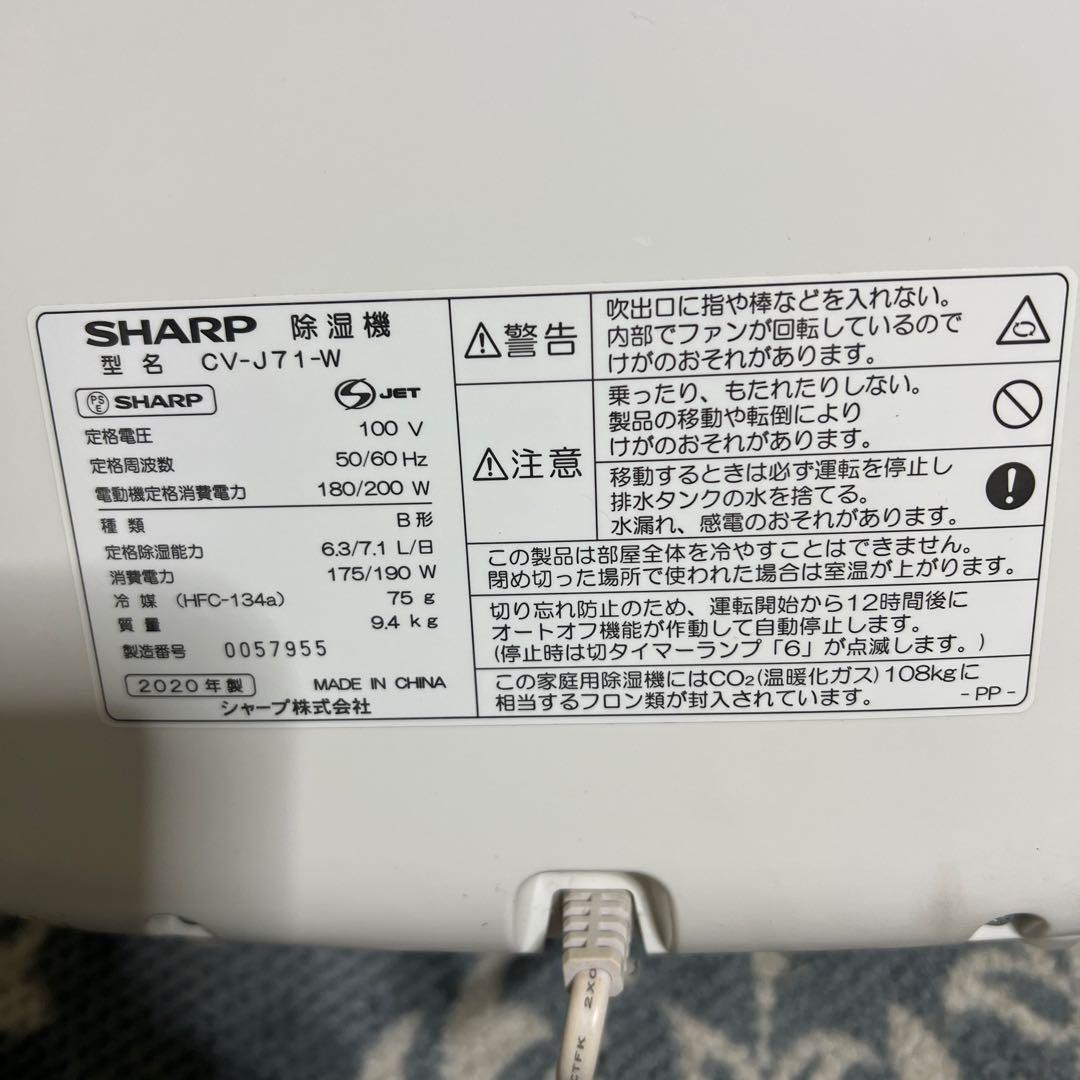 SHARP 除湿機
型名 CV-J71-W
PSE SHARP
S JET
定格電圧 100 V
定格周波数 50/60 Hz
電動機定格消費電力 180/200 W
種類 B形
定格除湿能力 6.3/7.1 L/日
消費電力 175/190 W
冷媒 (HFC-134a) 75 g
質量 9.4 kg
製造番号 0057955
2020年製 MADE IN CHINA
シャープ株式会社
警告
吹出口に指や棒などを入れない。
内部でファンが回転しているので
けがのおそれがあります。
注意
乗ったり、もたれたりしない。
製品の移動や転倒により
けがのおそれがあります。
移動するときは必ず運転を停止し
排水タンクの水を捨てる。
水漏れ、感電のおそれがあります。
この製品は部屋全体を冷やすことはできません。
閉め切った場所で使われた場合は室温が上がります。
切り忘れ防止のため、運転開始から12時間後に
オートオフ機能が作動して自動停止します。
(停止時は切タイマーランプ「6」が点滅します。)
この家庭用除湿機にはCO₂(温暖化ガス)108kgに
相当するフロン類が封入されています。 -PP-
CTFK 2X0